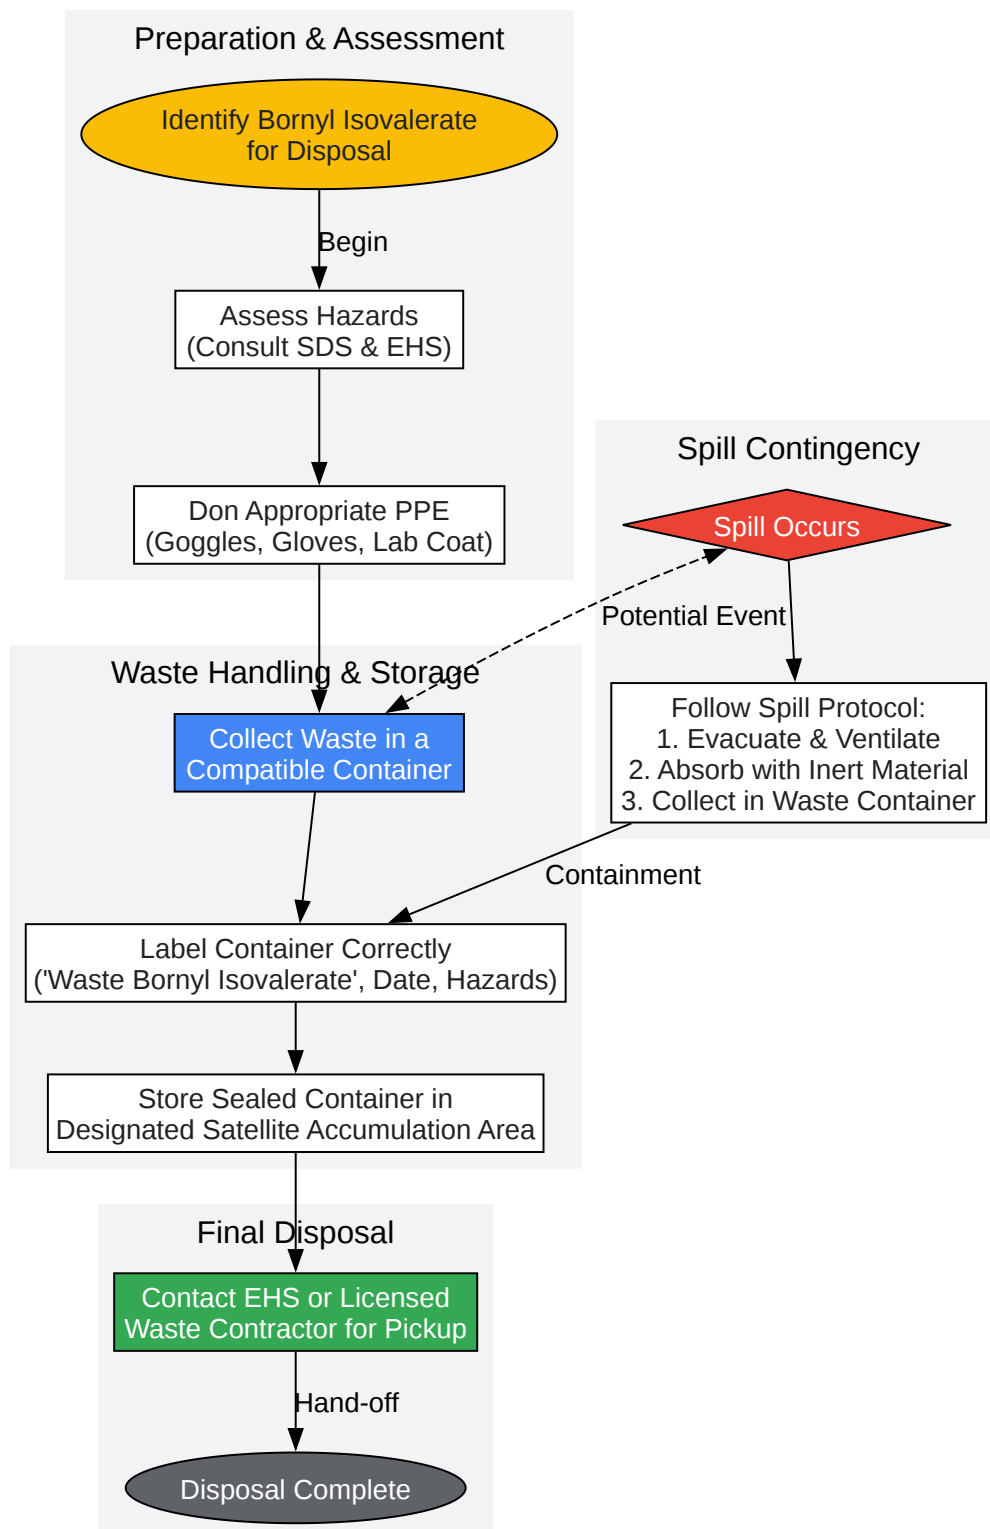 Preparation & Assessment
Identify Bornyl Isovalerate
for Disposal
Begin
Assess Hazards
(Consult SDS & EHS)
Don Appropriate PPE
(Goggles, Gloves, Lab Coat)
Spill Contingency
Spill Occurs
Potential Event
Follow Spill Protocol:
1. Evacuate & Ventilate
2. Absorb with Inert Material
3. Collect in Waste Container
Containment
Waste Handling & Storage
Collect Waste in a
Compatible Container
Label Container Correctly
('Waste Bornyl Isovalerate', Date, Hazards)
Store Sealed Container in
Designated Satellite Accumulation Area
Final Disposal
Contact EHS or Licensed
Waste Contractor for Pickup
Hand-off
Disposal Complete